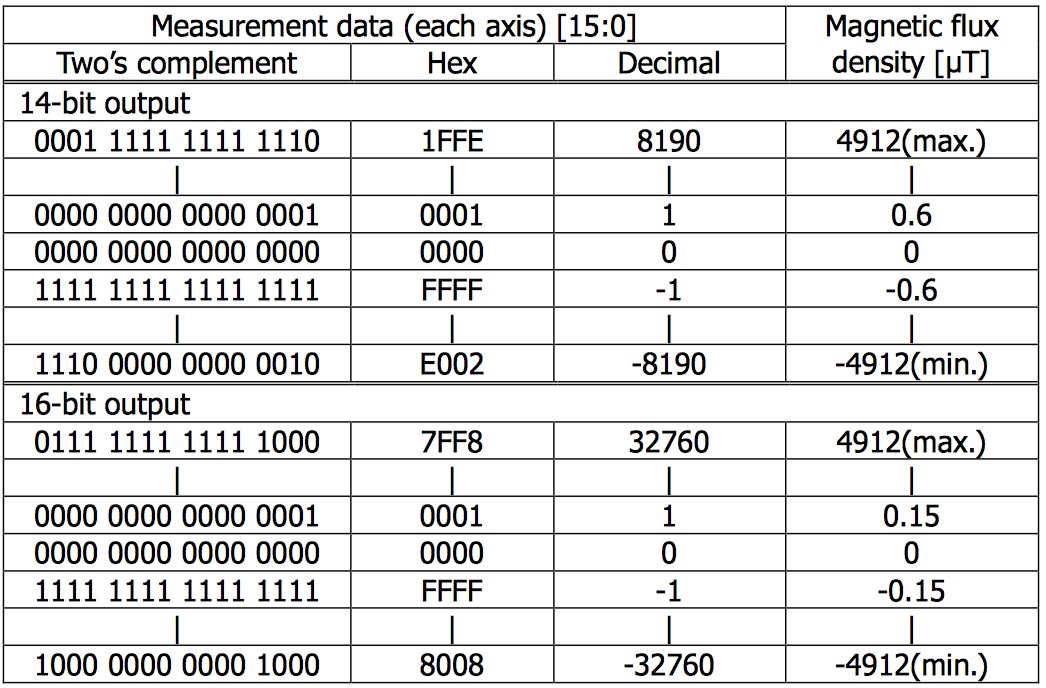 Measurement data (each axis) [15:0] Magnetic flux density [µT]
Two’s complement Hex Decimal
14-bit output
0001 1111 1111 1110 1FFE 8190 4912(max.)
| | | |
0000 0000 0000 0001 0001 1 0.6
0000 0000 0000 0000 0000 0 0
1111 1111 1111 1111 FFFF -1 -0.6
| | | |
1110 0000 0000 0010 E002 -8190 -4912(min.)
16-bit output
0111 1111 1111 1000 7FF8 32760 4912(max.)
| | | |
0000 0000 0000 0001 0001 1 0.15
0000 0000 0000 0000 0000 0 0
1111 1111 1111 1111 FFFF -1 -0.15
| | | |
1000 0000 0000 1000 8008 -32760 -4912(min.)